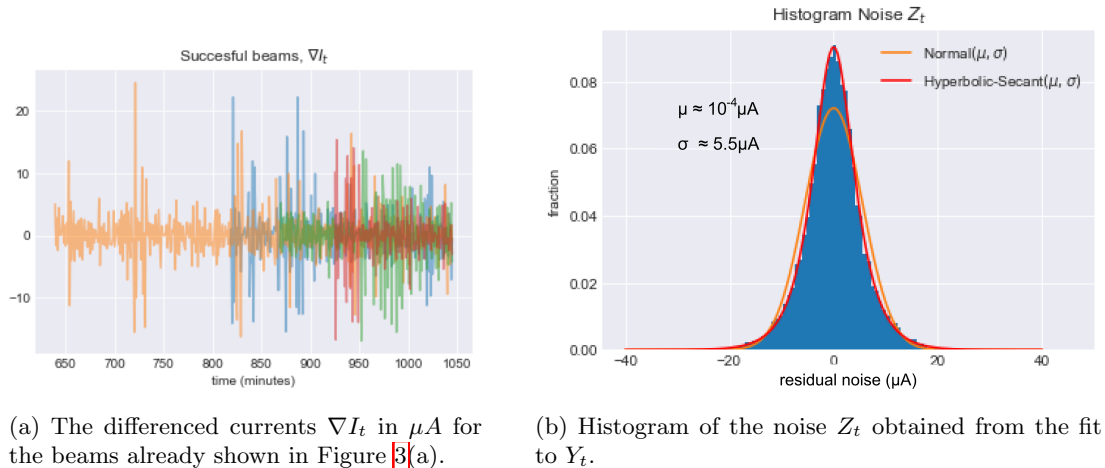 Succesful beams, ∇I_t
20
10
0
−10
650 700 750 800 850 900 950 1000 1050
time (minutes)
(a) The differenced currents ∇I_t in μA for
the beams already shown in Figure 3(a).
Histogram Noise Z_t
Normal(μ, σ)
Hyperbolic-Secant(μ, σ)
μ ≈ 10^-4 μA
σ ≈ 5.5μA
fraction
0.08
0.06
0.04
0.02
0.00
−40 −20 0 20 40
residual noise (μA)
(b) Histogram of the noise Z_t obtained from the fit
to Y_t.